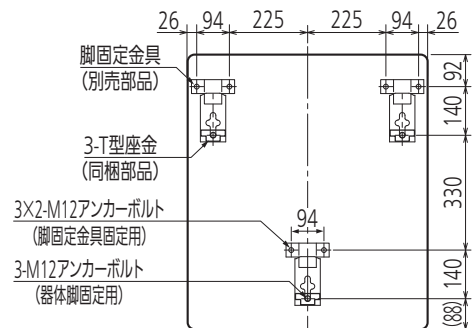 26 94 225 225 94 26
脚固定金具
(別売部品)
3-T型座金
(同梱部品)
3×2-M12アンカーボルト
(脚固定金具固定用)
3-M12アンカーボルト
(器体脚固定用)
94
92
140
330
140
(88)